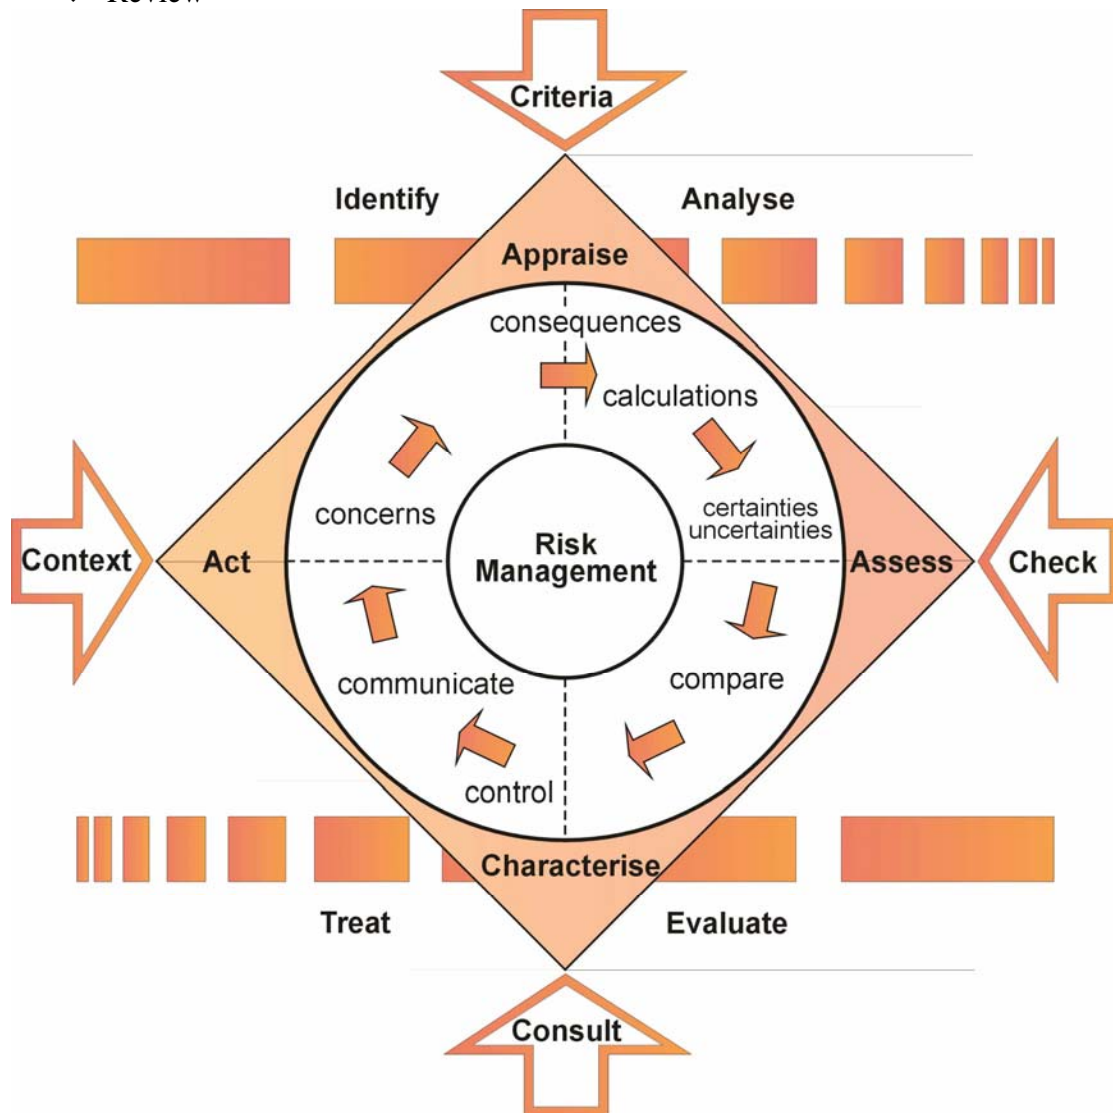 Review
Criteria
Identify
Analyse
Appraise
consequences
calculations
concerns
certainties
uncertainties
Context
Act
Risk
Management
Assess
Check
communicate
compare
control
Characterise
Treat
Evaluate
Consult